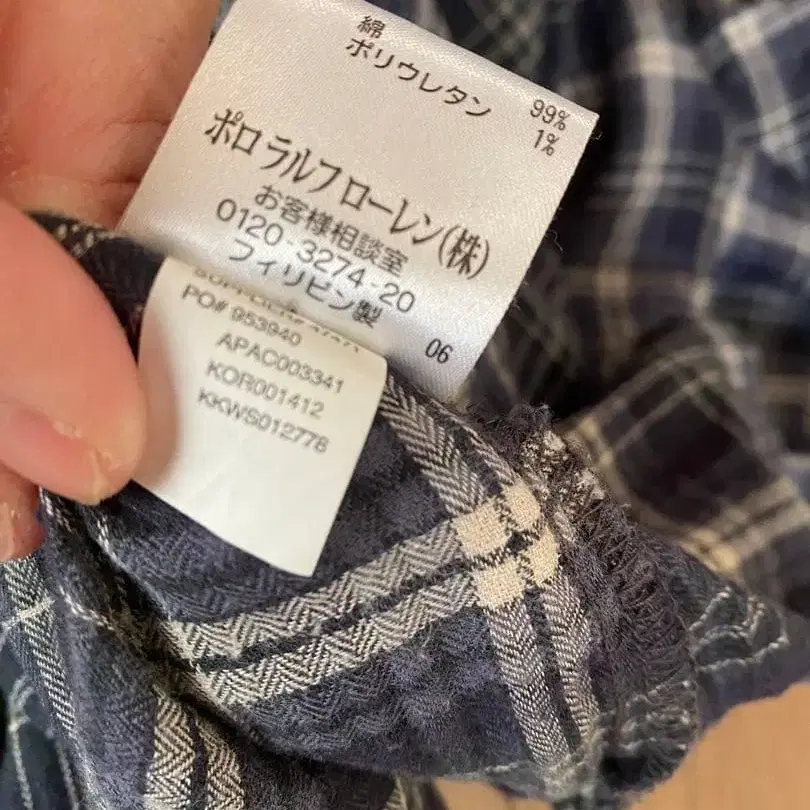 綿 99%
ポリウレタン 1%
ポロ ラルフ ローレン(株)
お客様相談室
0120-3274-20
フィリピン製
06
PO# 953940
APAC003341
KOR001412
KKWS012778